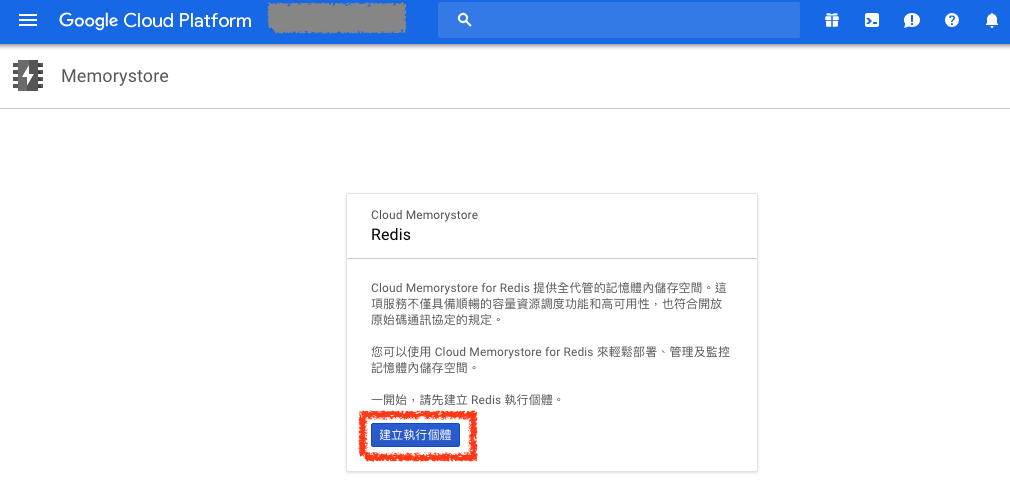 Google Cloud Platform
Memorystore
Cloud Memorystore
Redis
Cloud Memorystore for Redis 提供全代管的記憶體內儲存空間。這
項服務不僅具備順暢的容量資源調度功能和高可用性，也符合開放
原始碼通訊協定的規定。
您可以使用 Cloud Memorystore for Redis 來輕鬆部署、管理及監控
記憶體內儲存空間。
一開始，請先建立 Redis 執行個體。
建立執行個體